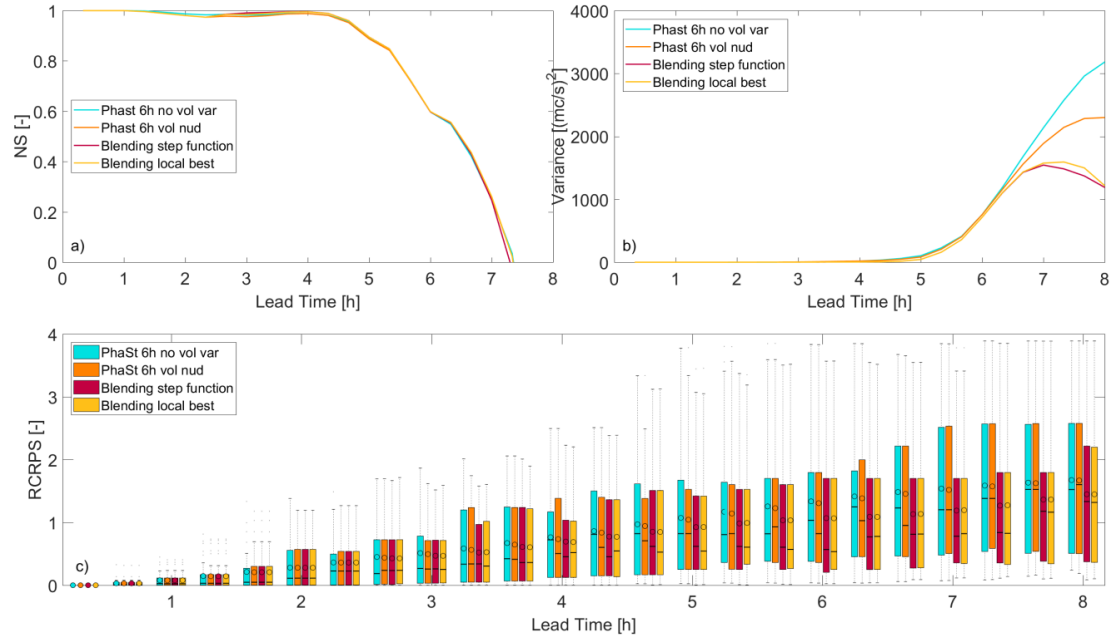 1
0.8
0.6
0.4
0.2
0
NS [-]
Phast 6h no vol var
Phast 6h vol nud
Blending step function
Blending local best
a)
0 1 2 3 4 5 6 7 8
Lead Time [h]
4000
3000
2000
1000
0
Variance [(mc/s)^2]
Phast 6h no vol var
Phast 6h vol nud
Blending step function
Blending local best
b)
0 1 2 3 4 5 6 7 8
Lead Time [h]
4
3
2
1
0
RCRPS [-]
PhaSt 6h no vol var
PhaSt 6h vol nud
Blending step function
Blending local best
c)
1 2 3 4 5 6 7 8
Lead Time [h]